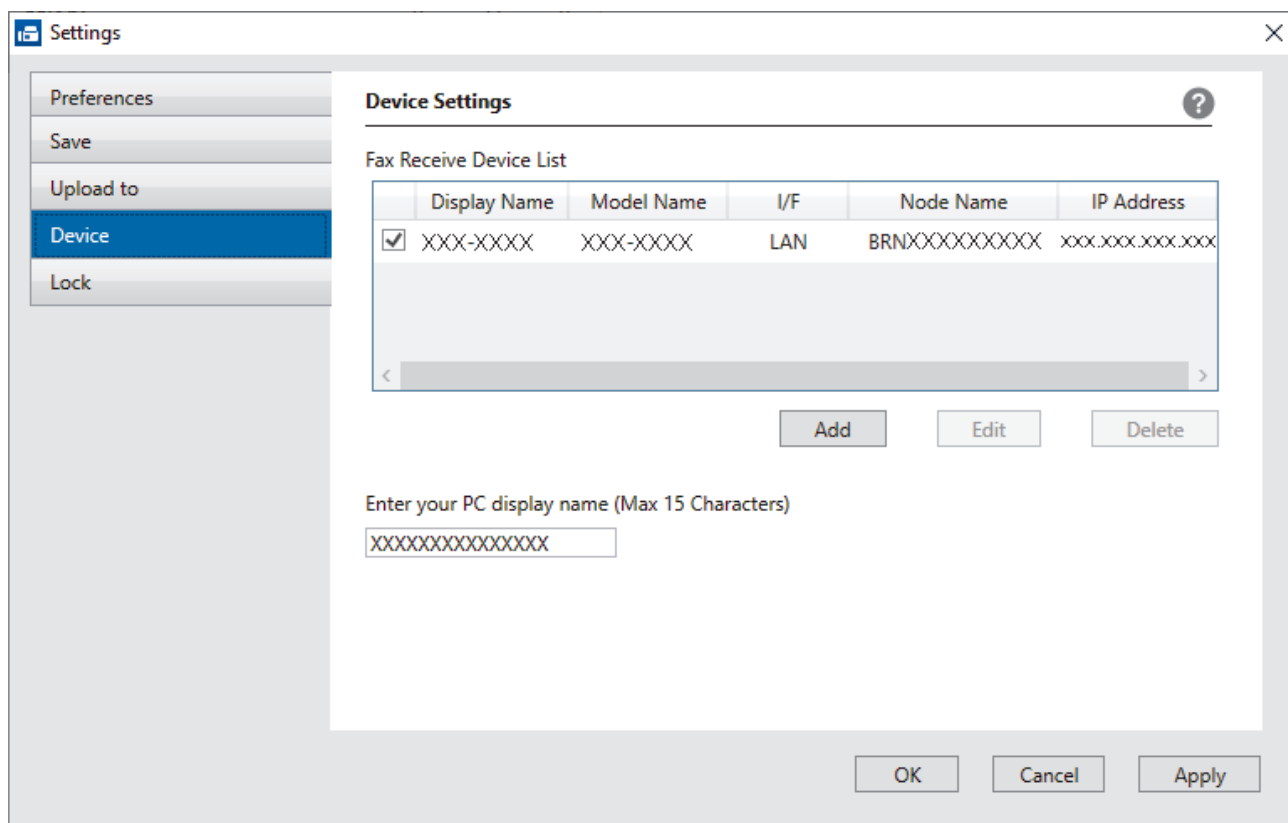 Settings
Preferences
Save
Upload to
Device
Lock
Device Settings
?
Fax Receive Device List
Display Name Model Name I/F Node Name IP Address
XXX-XXXX XXX-XXXX LAN BRNXXXXXXXXX XXX.XXX.XXX.XXX
Add Edit Delete
Enter your PC display name (Max 15 Characters)
XXXXXXXXXXXXXXX
OK Cancel Apply